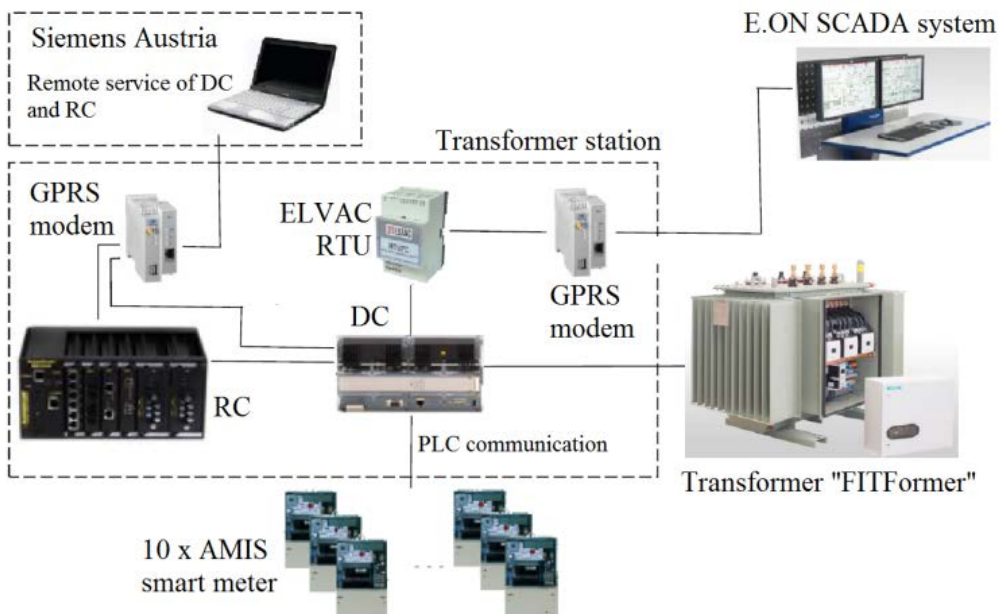 Siemens Austria
Remote service of DC
and RC
E.ON SCADA system
Transformer station
GPRS
modem
ELVAC
RTU
GPRS
modem
DC
RC
PLC communication
Transformer "FITFormer"
10 x AMIS
smart meter